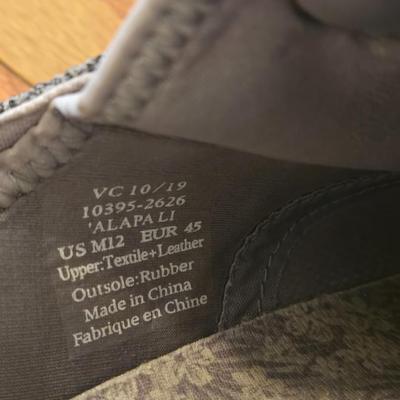 VC 10/19
10395-2626
'ALAPA LI
US M12 EUR 45
Upper:Textile+Leather
Outsole:Rubber
Made in China
Fabrique en Chine